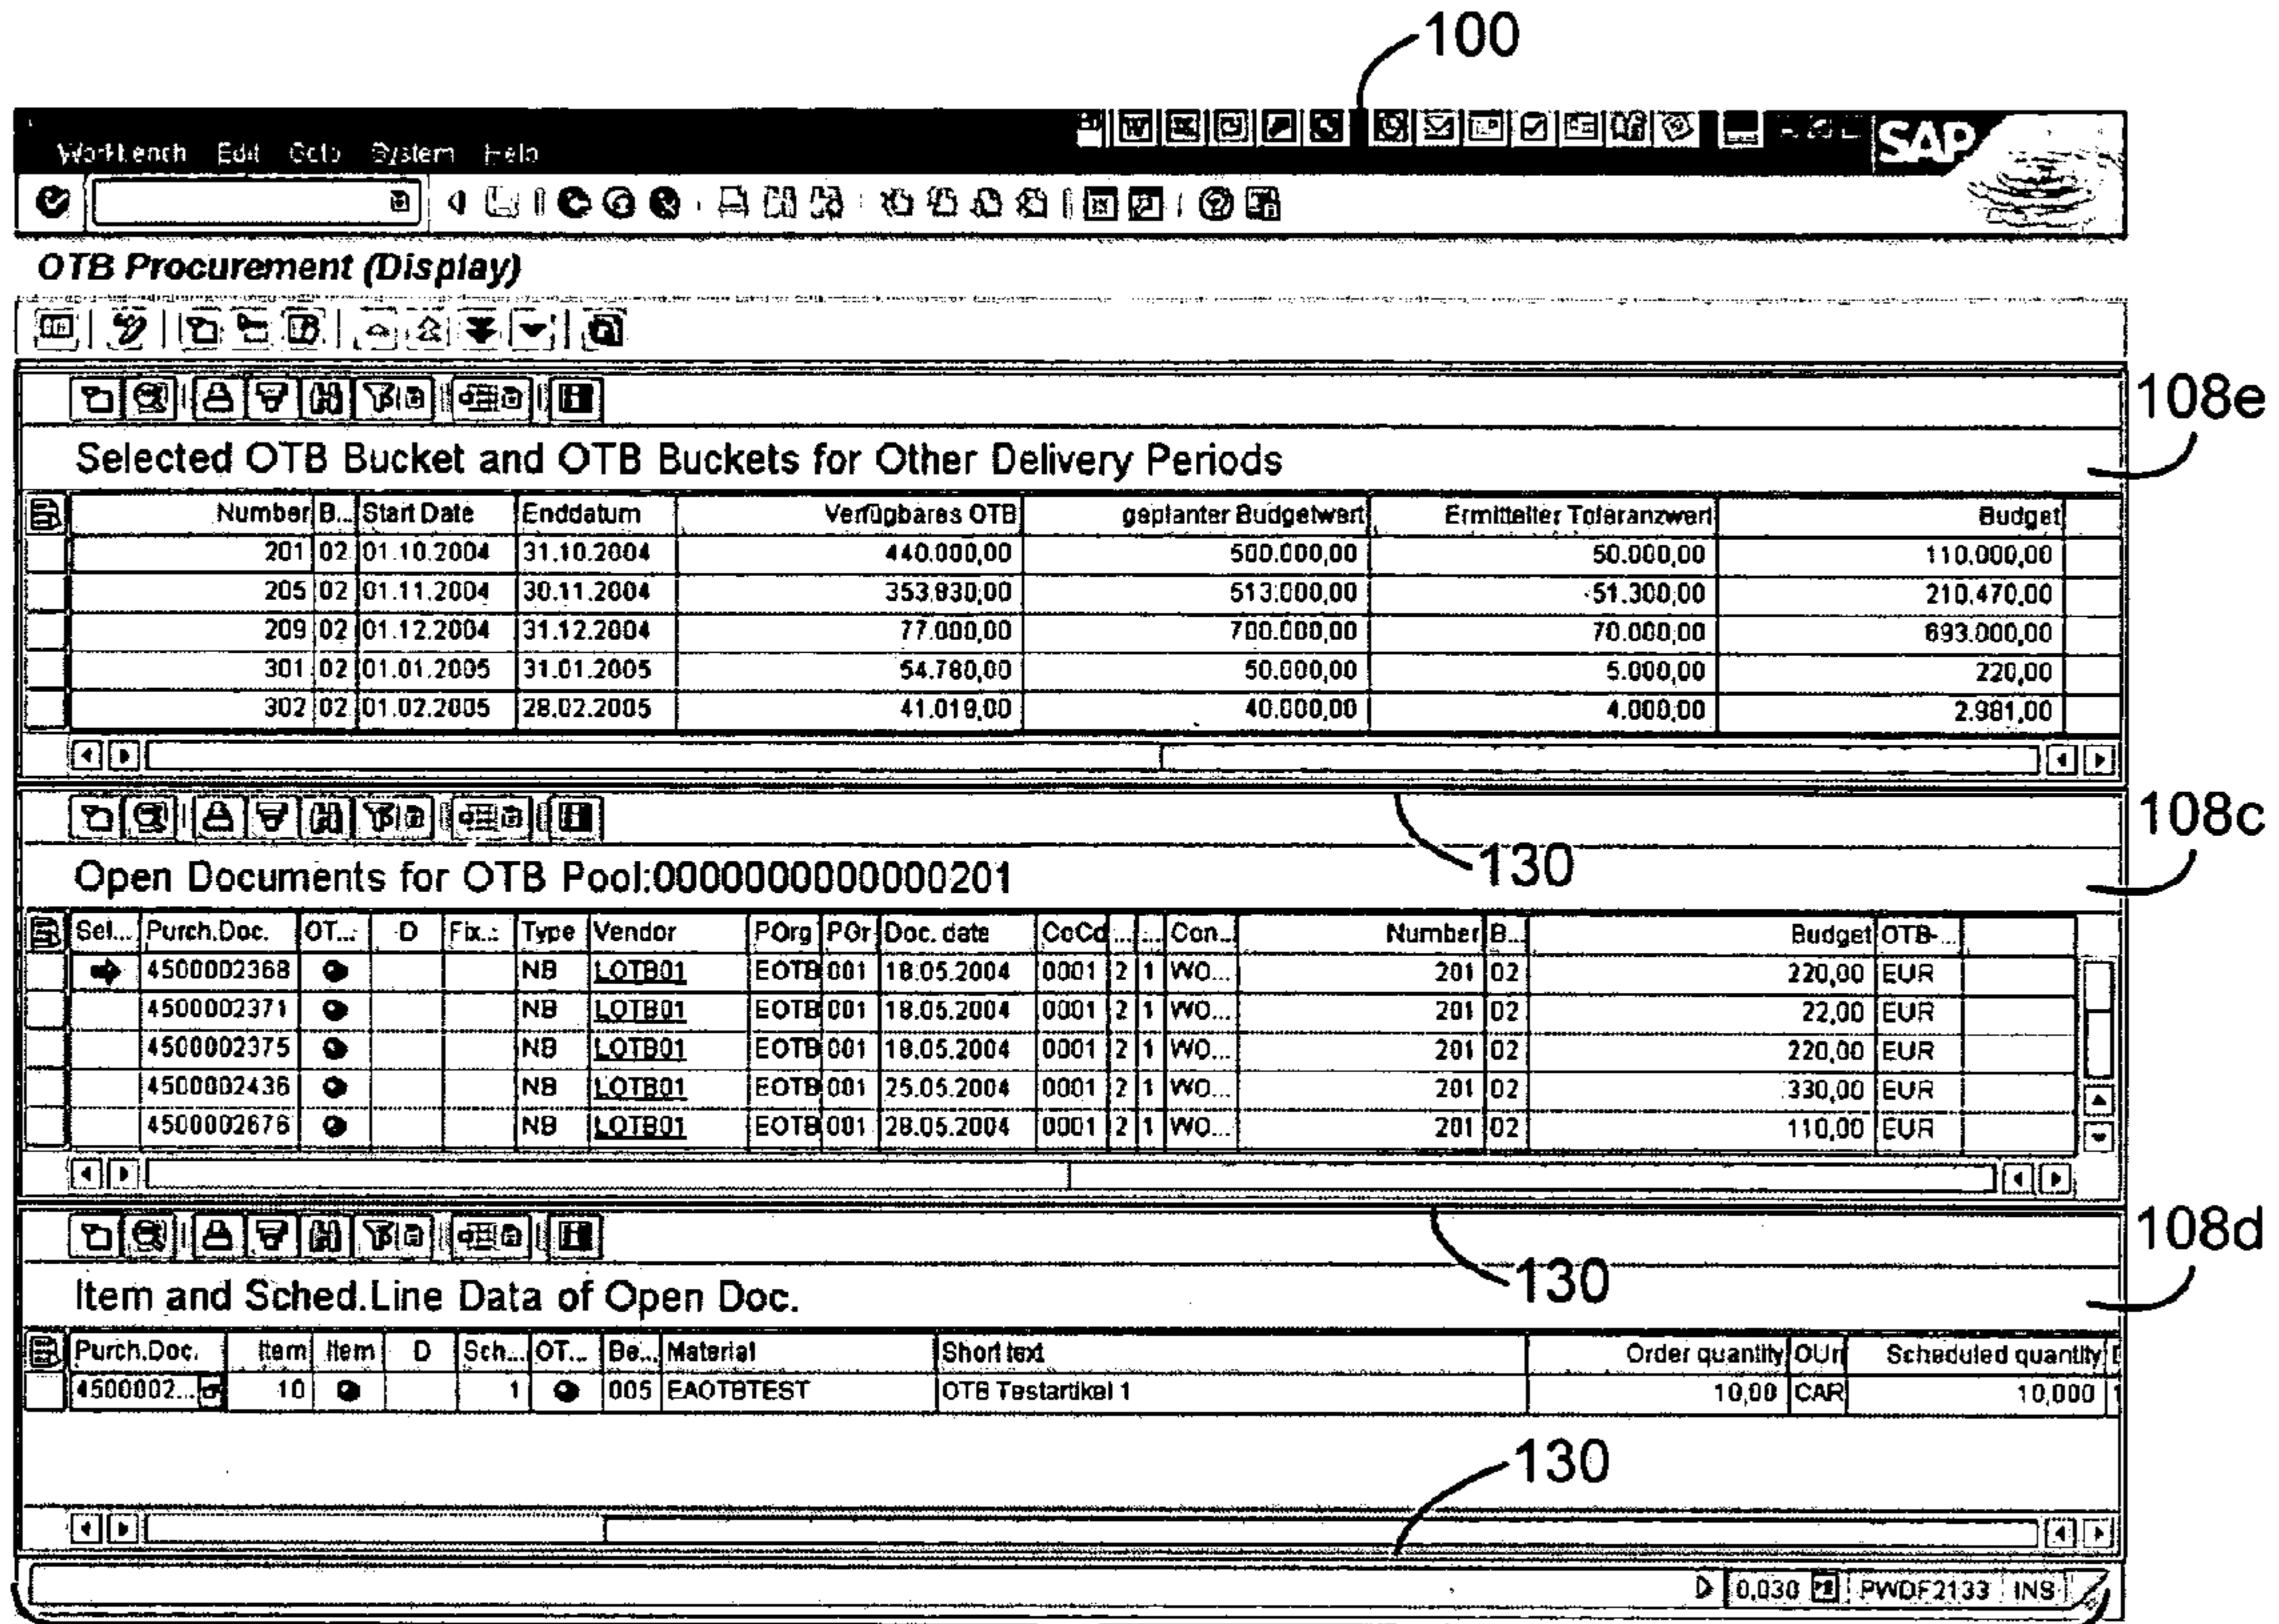 100
Workbench Edit Goto System Help
SAP
OTB Procurement (Display)
108e
Selected OTB Bucket and OTB Buckets for Other Delivery Periods
Number B... Start Date Enddatum Verfügbares OTB geplanter Budgetwert Ermittelter Toleranzwert Budget
201 02 01.10.2004 31.10.2004 440.000,00 500.000,00 50.000,00 110.000,00
205 02 01.11.2004 30.11.2004 353.830,00 513.000,00 51.300,00 210.470,00
209 02 01.12.2004 31.12.2004 77.000,00 700.000,00 70.000,00 693.000,00
301 02 01.01.2005 31.01.2005 54.780,00 50.000,00 5.000,00 220,00
302 02 01.02.2005 28.02.2005 41.019,00 40.000,00 4.000,00 2.981,00
108c
130
Open Documents for OTB Pool:0000000000000201
Sel... Purch.Doc. OT... D Fix.: Type Vendor POrg PGr Doc. date CoCd ... ... Con... Number B... Budget OTB-...
4500002368 NB LOTB01 EOTB 001 18.05.2004 0001 2 1 WO... 201 02 220,00 EUR
4500002371 NB LOTB01 EOTB 001 18.05.2004 0001 2 1 WO... 201 02 22,00 EUR
4500002375 NB LOTB01 EOTB 001 18.05.2004 0001 2 1 WO... 201 02 220,00 EUR
4500002436 NB LOTB01 EOTB 001 25.05.2004 0001 2 1 WO... 201 02 330,00 EUR
4500002676 NB LOTB01 EOTB 001 28.05.2004 0001 2 1 WO... 201 02 110,00 EUR
108d
130
Item and Sched.Line Data of Open Doc.
Purch.Doc. Item Item D Sch... OT... Be... Material Short text Order quantity OUn Scheduled quantity
4500002... 10 1 005 EAOTBTEST OTB Testartikel 1 10,00 CAR 10,000
130
0,030 PWDF2133 INS